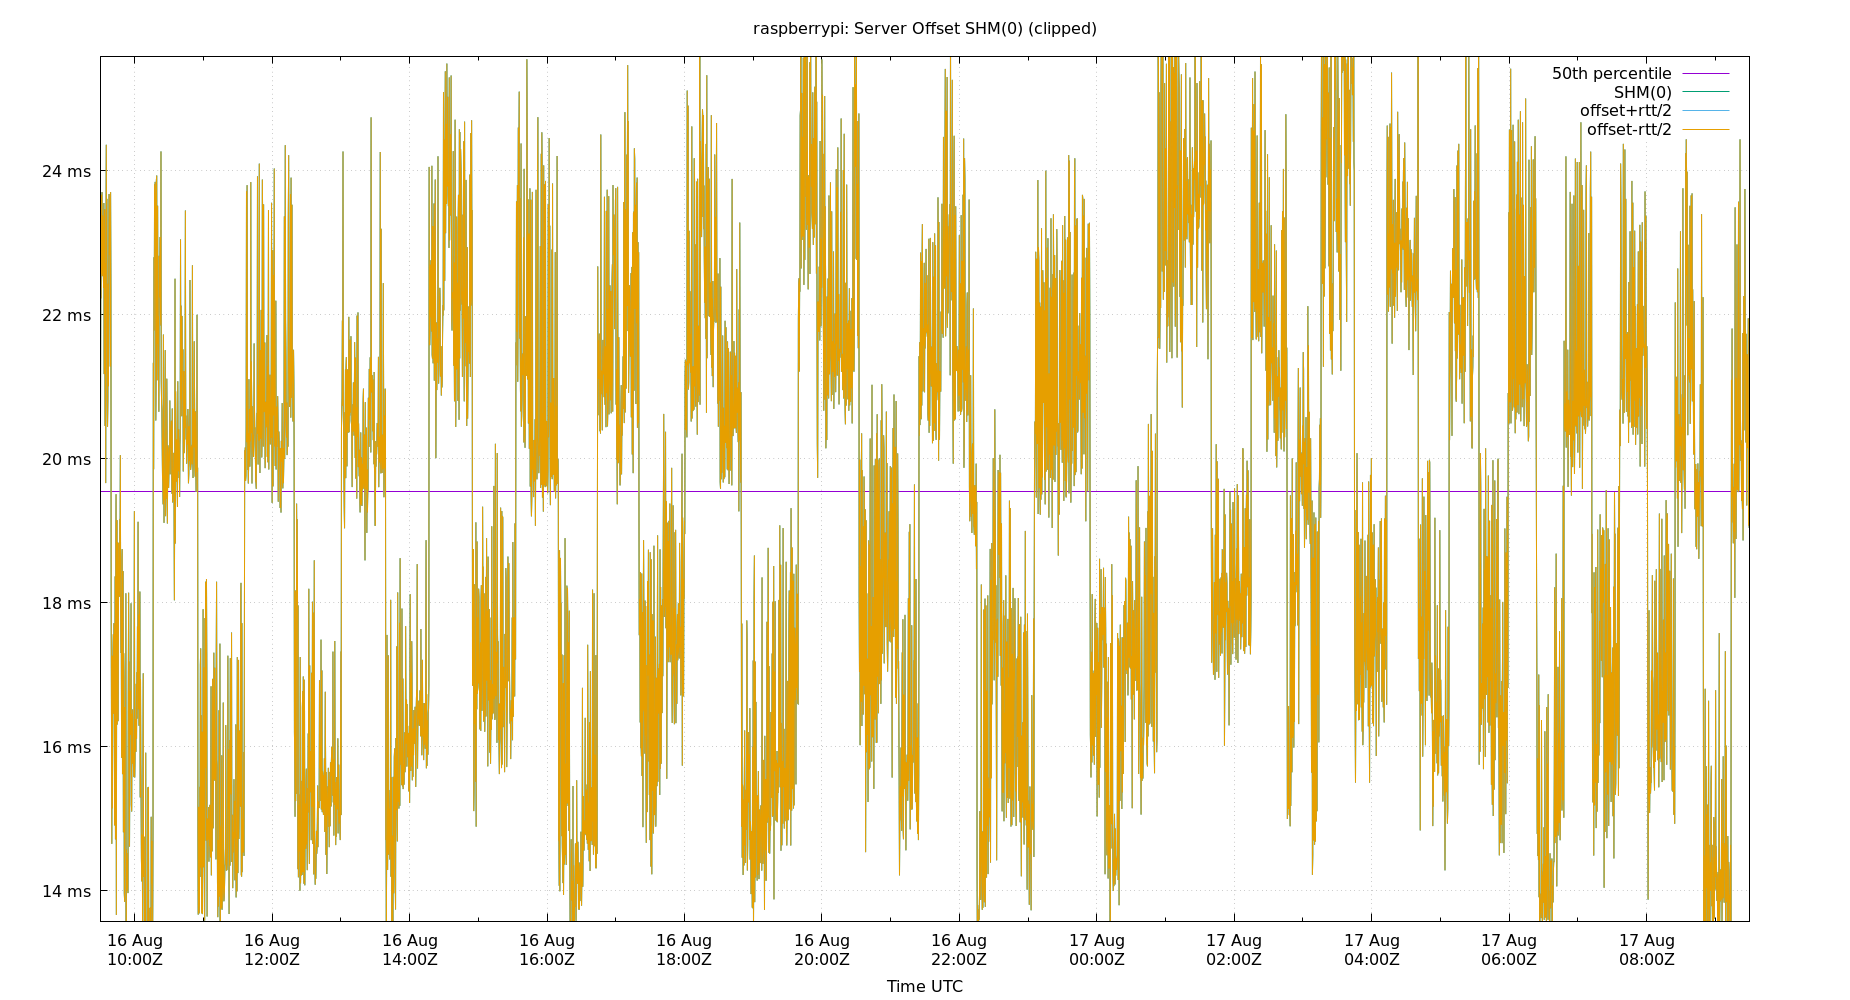 raspberrypi: Server Offset SHM(0) (clipped)
50th percentile
SHM(0)
offset+rtt/2
offset-rtt/2
24 ms
22 ms
20 ms
18 ms
16 ms
14 ms
16 Aug 16 Aug 16 Aug 16 Aug 16 Aug 16 Aug 16 Aug 17 Aug 17 Aug 17 Aug 17 Aug 17 Aug
10:00Z 12:00Z 14:00Z 16:00Z 18:00Z 20:00Z 22:00Z 00:00Z 02:00Z 04:00Z 06:00Z 08:00Z
Time UTC